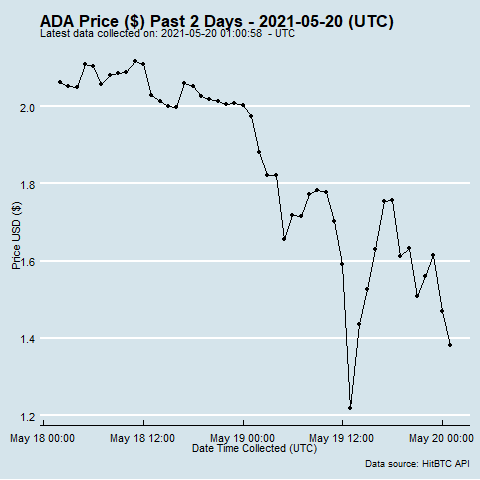 ADA Price ($) Past 2 Days - 2021-05-20 (UTC)
Latest data collected on: 2021-05-20 01:00:58 - UTC
Price USD ($)
2.0
1.8
1.6
1.4
1.2
May 18 00:00 May 18 12:00 May 19 00:00 May 19 12:00 May 20 00:00
Date Time Collected (UTC)
Data source: HitBTC API